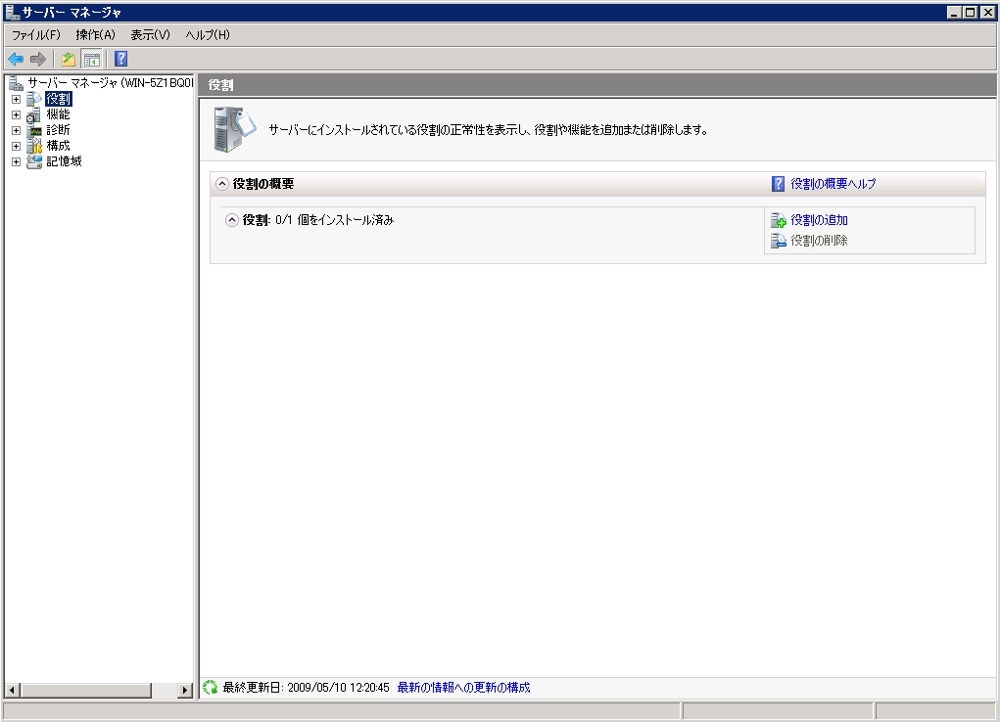 サーバー マネージャ
ファイル(F) 操作(A) 表示(V) ヘルプ(H)
サーバー マネージャ (WIN-5Z1BQ0I
役割
機能
診断
構成
記憶域
役割
サーバーにインストールされている役割の正常性を表示し、役割や機能を追加または削除します。
役割の概要
役割の概要ヘルプ
役割: 0/1 個をインストール済み
役割の追加
役割の削除
最終更新日: 2009/05/10 12:20:45 最新の情報への更新の構成